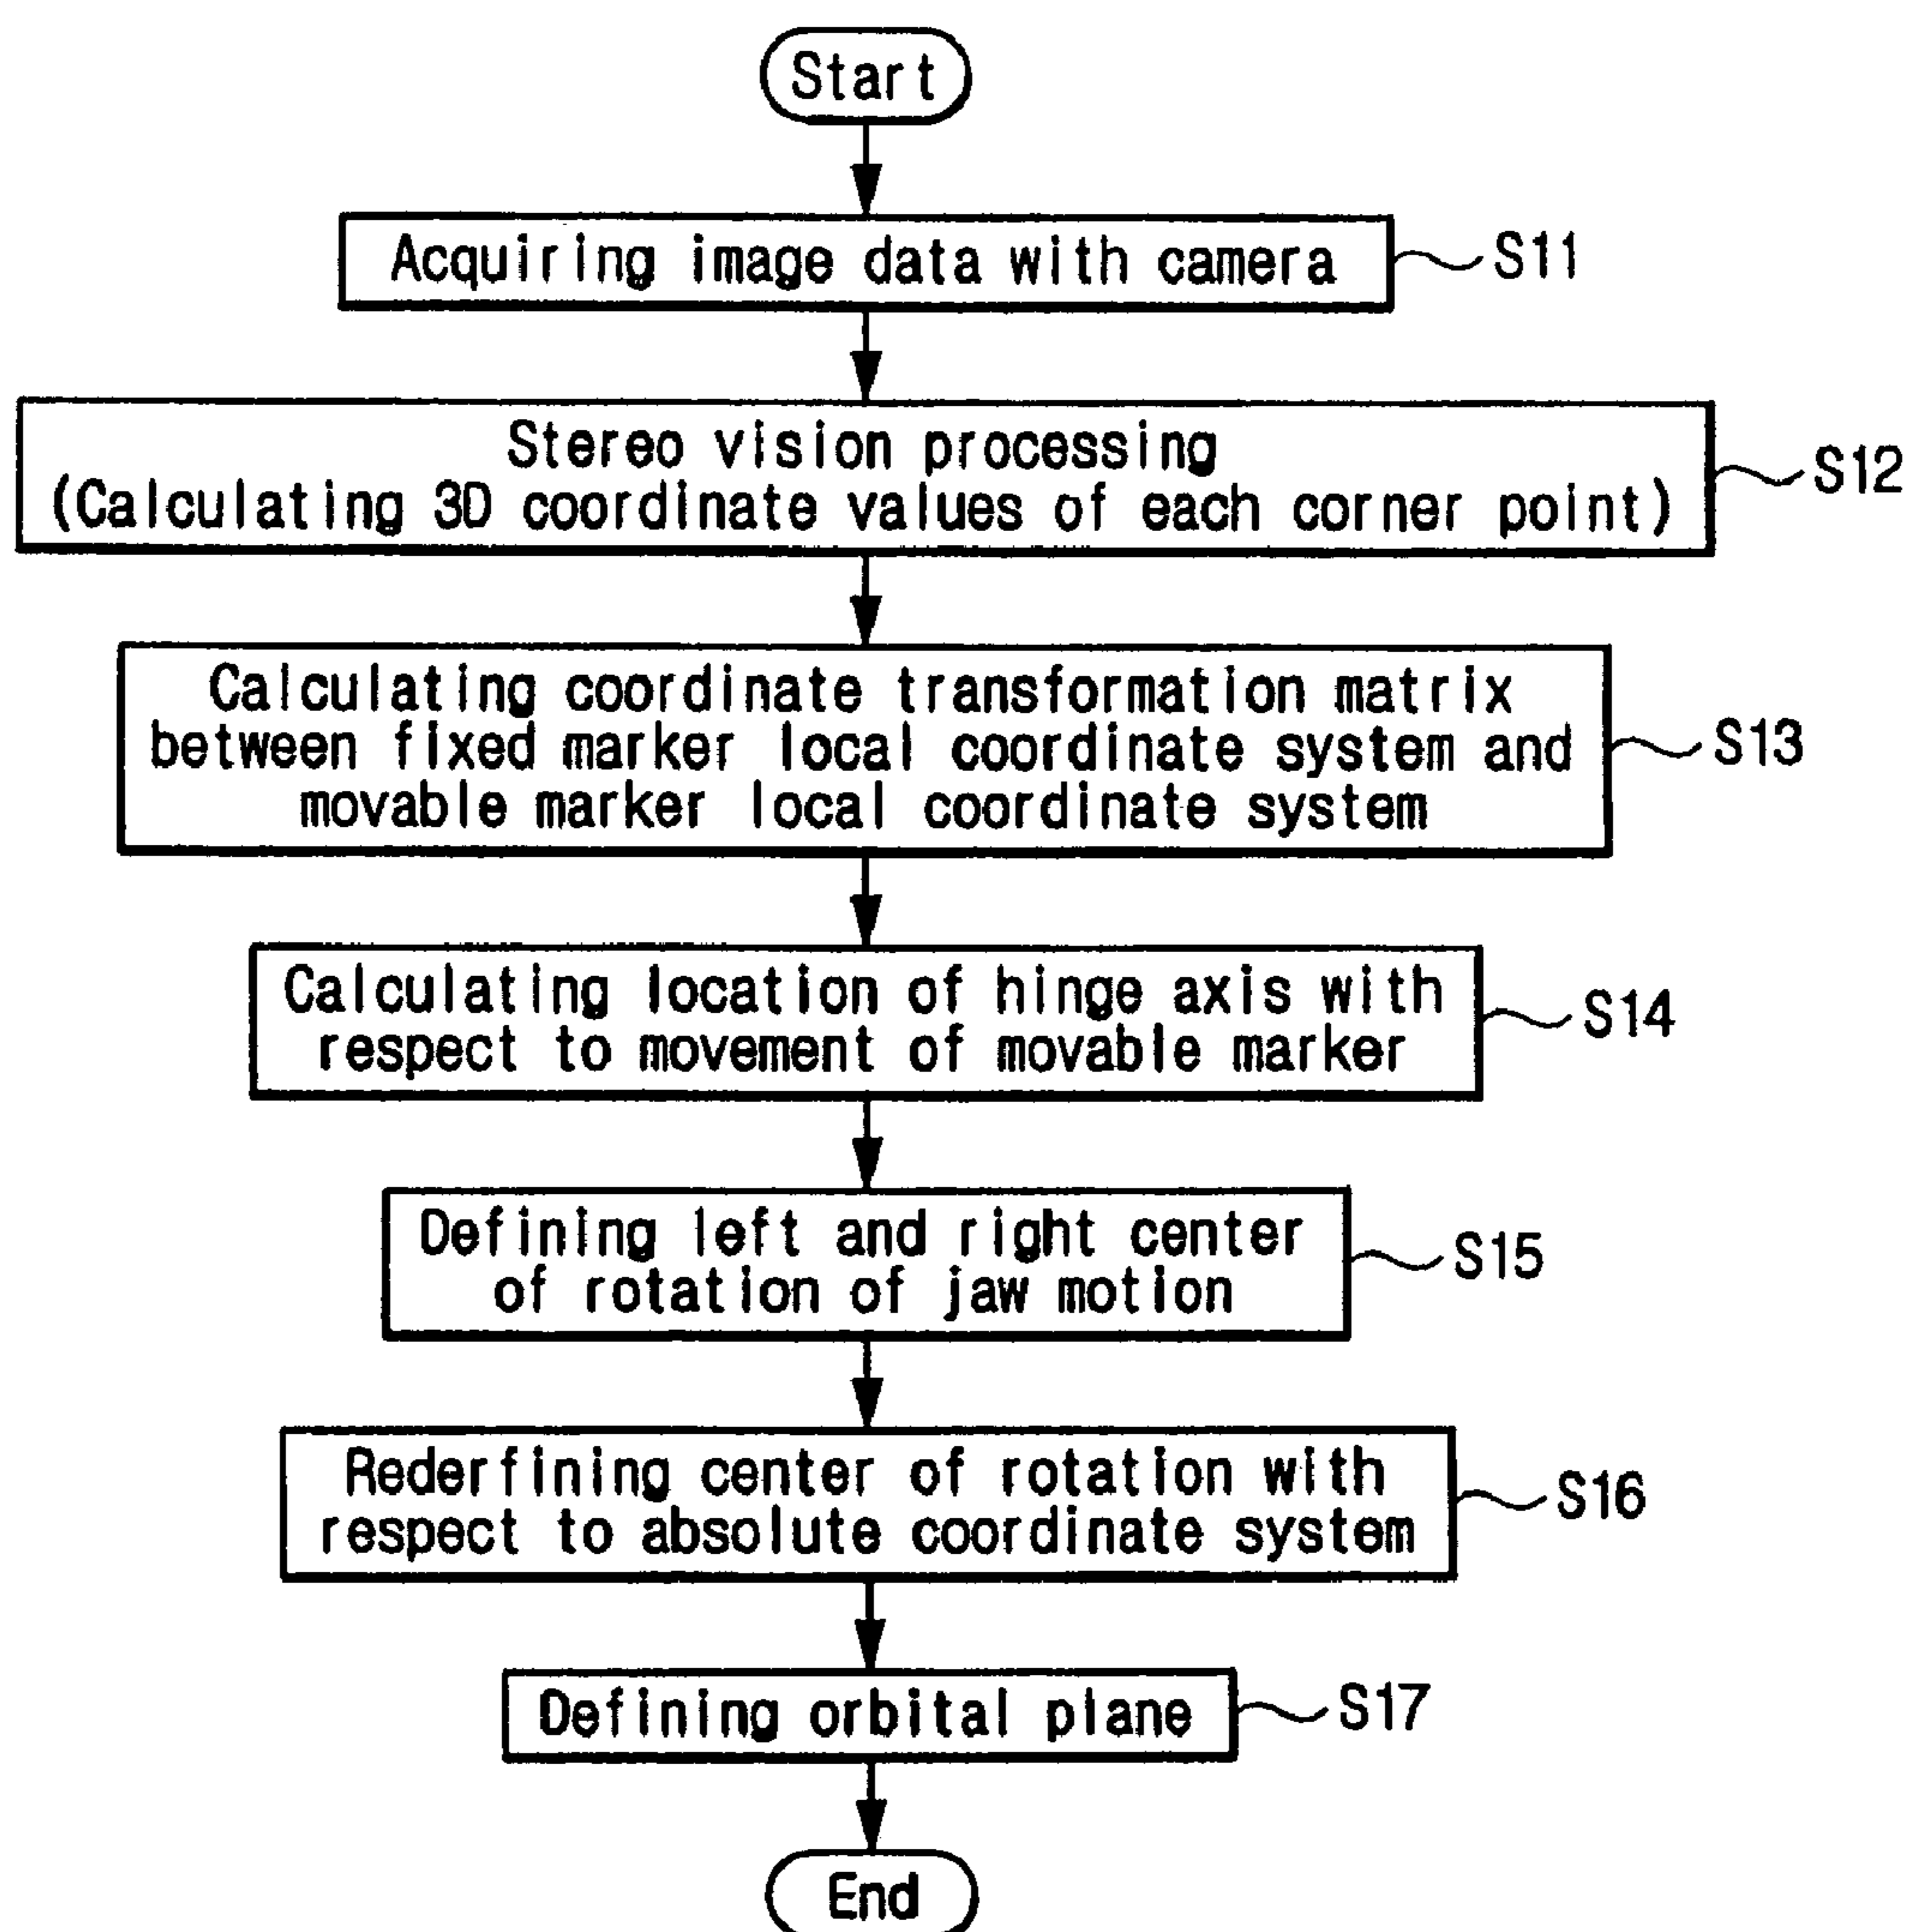 Start
Acquiring image data with camera
S11
Stereo vision processing
(Calculating 3D coordinate values of each corner point)
S12
Calculating coordinate transformation matrix
between fixed marker local coordinate system and
movable marker local coordinate system
S13
Calculating location of hinge axis with
respect to movement of movable marker
S14
Defining left and right center
of rotation of jaw motion
S15
Rederfining center of rotation with
respect to absolute coordinate system
S16
Defining orbital plane
S17
End